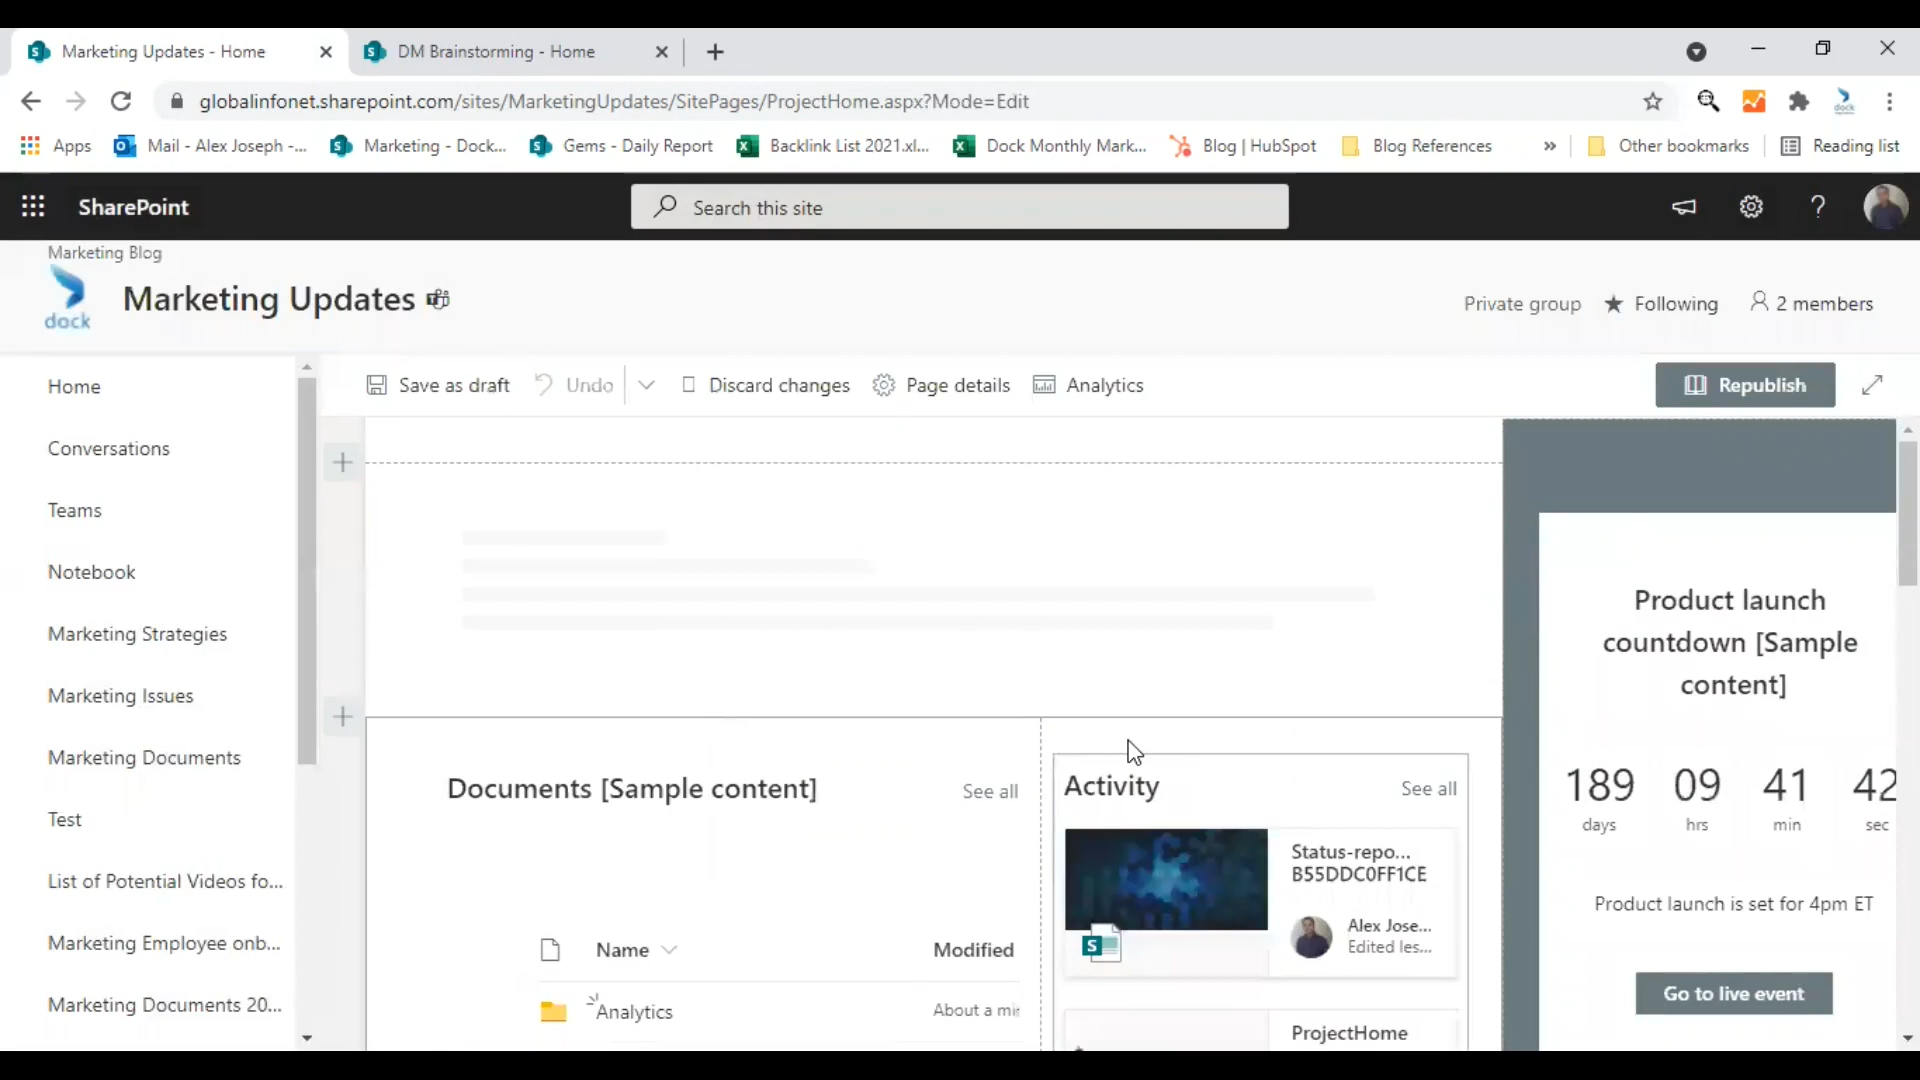 Marketing Updates - Home
DM Brainstorming - Home
globalinfonet.sharepoint.com/sites/MarketingUpdates/SitePages/ProjectHome.aspx?Mode=Edit
dock
Apps
Mail - Alex Joseph -...
Marketing - Dock...
Gems - Daily Report
Backlink List 2021.xl...
Dock Monthly Mark...
Blog | HubSpot
Blog References
»
Other bookmarks
Reading list
SharePoint
Search this site
?
Marketing Blog
dock
Marketing Updates
Private group
Following
2 members
Home
Conversations
Teams
Notebook
Marketing Strategies
Marketing Issues
Marketing Documents
Test
List of Potential Videos fo...
Marketing Employee onb...
Marketing Documents 20...
Save as draft
Undo
Discard changes
Page details
Analytics
Republish
Documents [Sample content]
See all
Name
Modified
Analytics
About a mi
Activity
See all
Status-repo...
B55DDC0FF1CE
Alex Jose...
Edited les...
ProjectHome
Product launch
countdown [Sample
content]
189 09 41 42
days hrs min sec
Product launch is set for 4pm ET
Go to live event